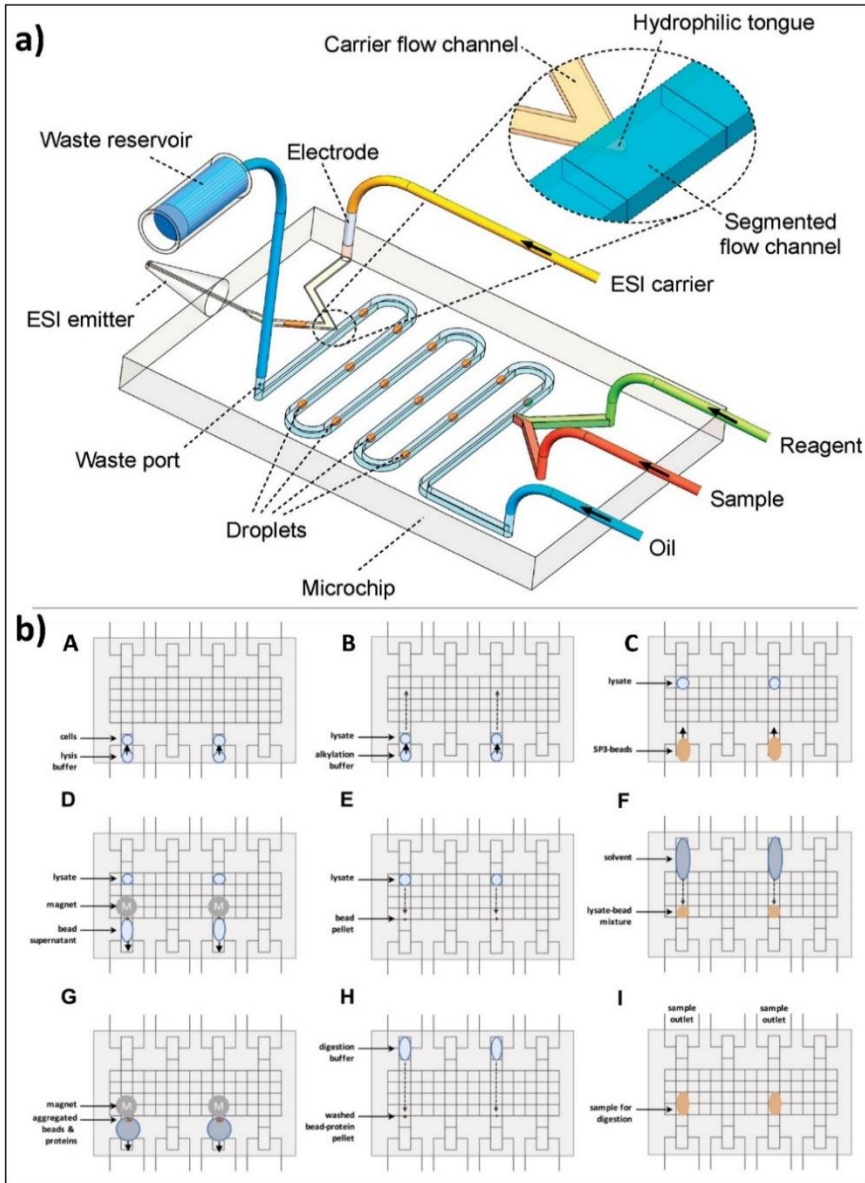 a)
Carrier flow channel
Hydrophilic tongue
Waste reservoir
Electrode
Segmented
flow channel
ESI carrier
ESI emitter
Waste port
Reagent
Sample
Droplets
Oil
Microchip
b)
A
cells
lysis
buffer
B
lysate
alkylation
buffer
C
lysate
SP3-beads
D
lysate
magnet
M
M
bead
supernatant
E
lysate
bead
pellet
F
solvent
lysate-bead
mixture
G
magnet
M
M
aggregated
beads &
proteins
H
digestion
buffer
washed
bead-protein
pellet
I
sample
outlet
sample
outlet
sample for
digestion